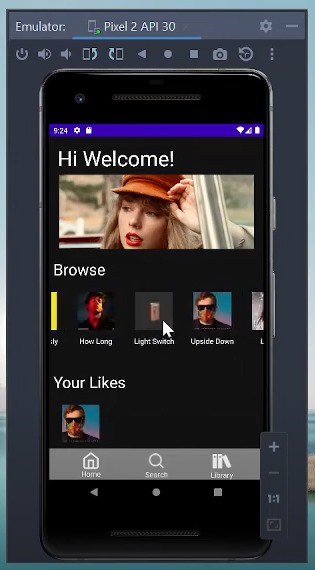 Emulator: Pixel 2 API 30
9:24
Hi Welcome!
Browse
sly How Long Light Switch Upside Down
Your Likes
Home Search Library
1:1